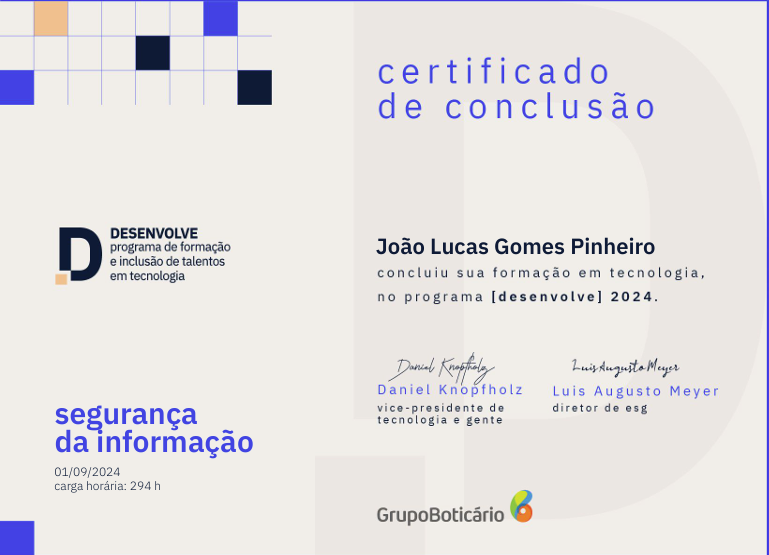 certificado
de conclusão
DESENVOLVE
programa de formação
e inclusão de talentos
em tecnologia
João Lucas Gomes Pinheiro
concluiu sua formação em tecnologia,
no programa [desenvolve] 2024.
Daniel Knopfholz
Daniel Knopfholz
vice-presidente de
tecnologia e gente
Luis Augusto Meyer
Luis Augusto Meyer
diretor de esg
segurança
da informação
01/09/2024
carga horária: 294 h
GrupoBoticário